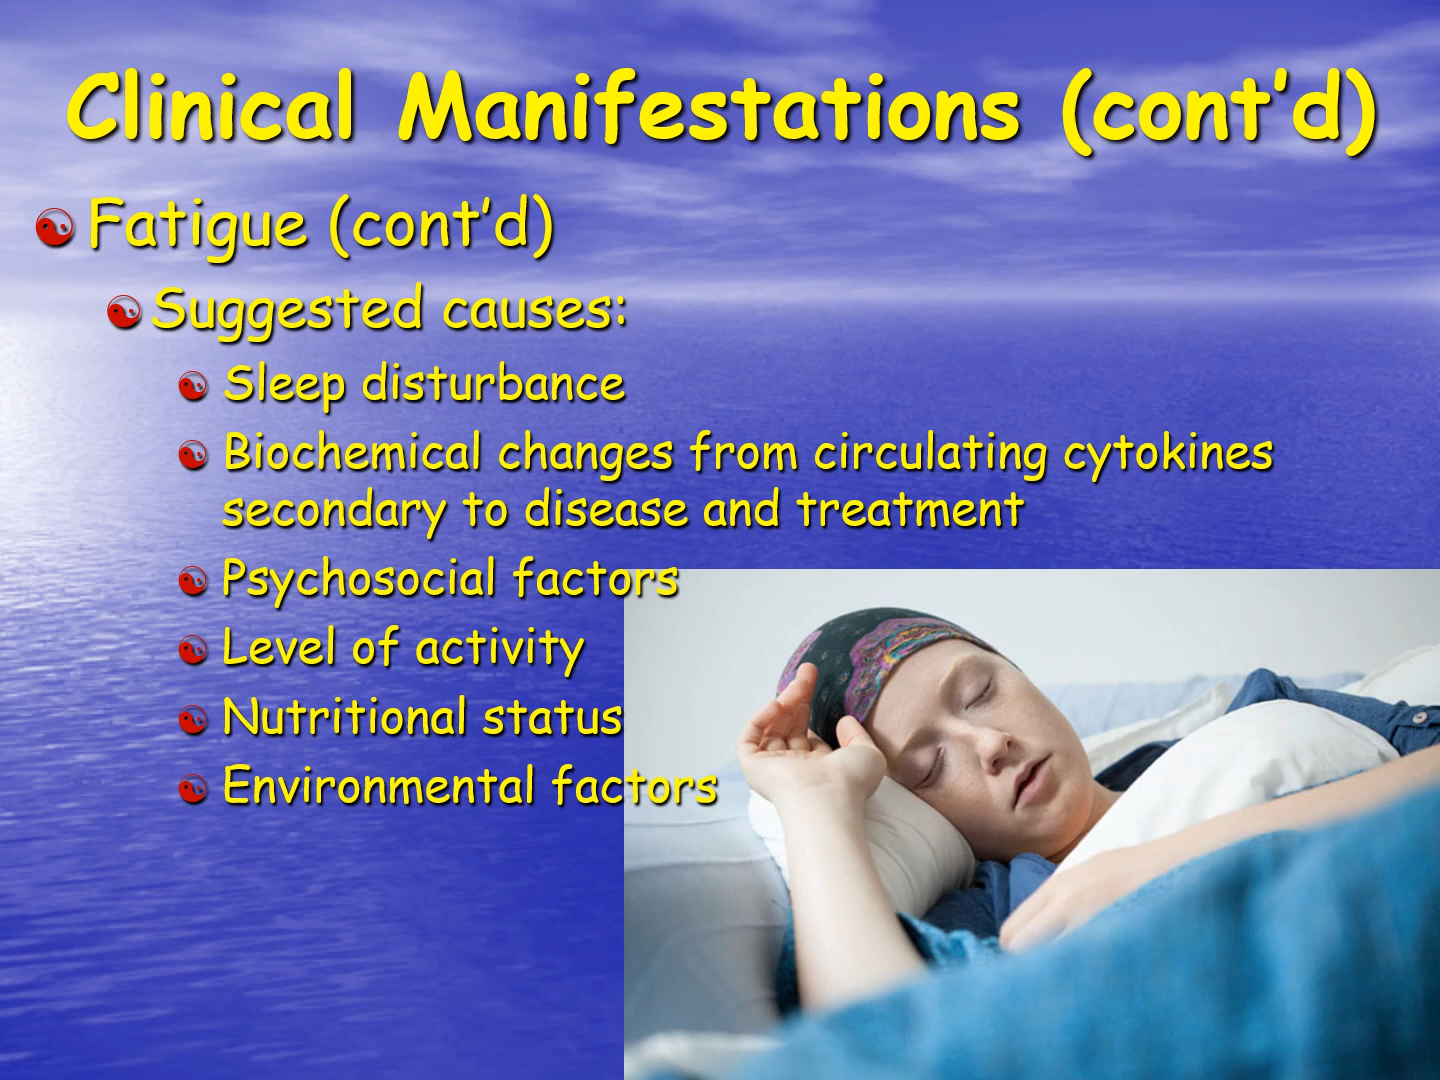 Clinical Manifestations (cont’d)
Fatigue (cont’d)
Suggested causes:
Sleep disturbance
Biochemical changes from circulating cytokines
secondary to disease and treatment
Psychosocial factors
Level of activity
Nutritional status
Environmental factors